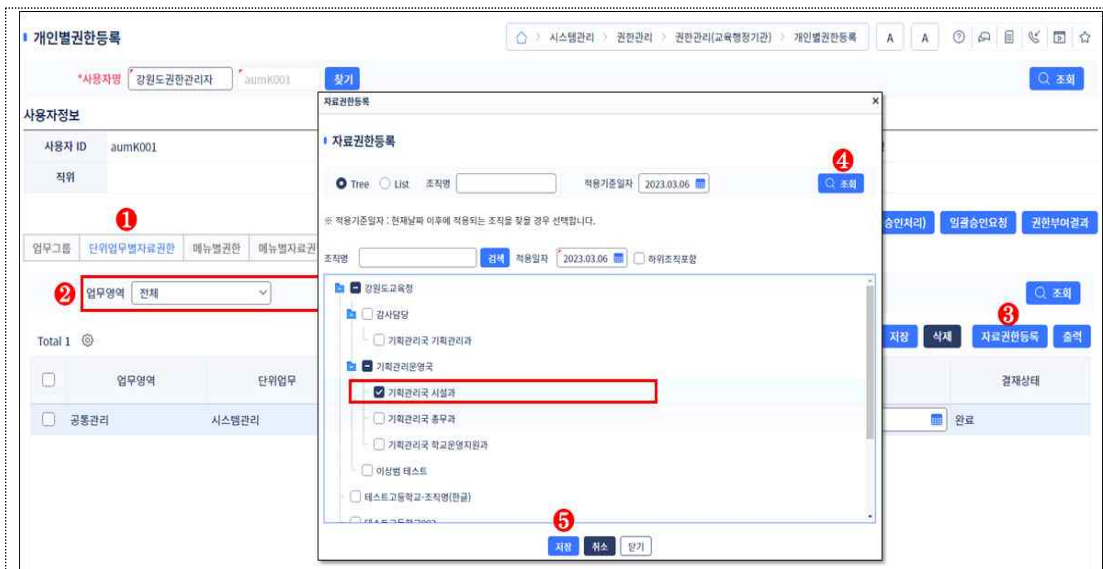 개인별권한등록
시스템관리 > 권한관리 > 권한관리(교육행정기관) > 개인별권한등록
A A
*사용자명 강원도권한관리자 aumK001 찾기 조회
사용자정보
사용자 ID aumK001
직위
자료권한등록 x
자료권한등록
4
Tree List 조직명 적용기준일자 2023.03.06 조회
※ 적용기준일자 : 현재날짜 이후에 적용되는 조직을 찾을 경우 선택합니다.
1
승인처리) 일괄승인요청 권한부여결과
업무그룹 단위업무별자료권한 메뉴별권한 메뉴별자료권
조직명 검색 적용일자 2023.03.06 하위조직포함
2 업무영역 전체 조회
3
Total 1 저장 삭제 자료권한등록 출력
업무영역 단위업무 결재상태
공통관리 시스템관리 완료
강원도교육청
감사담당
기획관리국 기획관리과
기획관리운영국
기획관리국 시설과
기획관리국 총무과
기획관리국 학교운영지원과
이상범 테스트
테스트고등학교-조직명(한글)
5
저장 취소 닫기